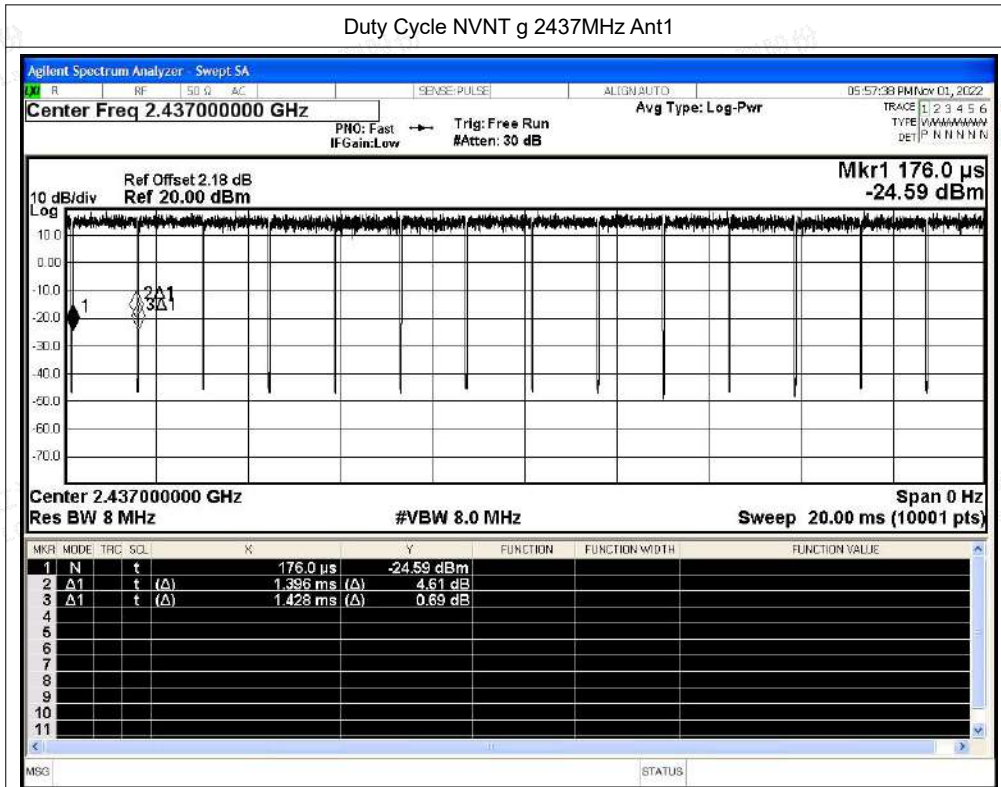 Duty Cycle NVNT g 2437MHz Ant1
Agilent Spectrum Analyzer - Swept SA
LXI R RF 50 Ω AC SENSE:PULSE ALIGNAUTO 05:57:38 PM Nov 01, 2022
Center Freq 2.437000000 GHz Avg Type: Log-Pwr TRACE 1 2 3 4 5 6
PNO: Fast Trig: Free Run TYPE
IFGain:Low #Atten: 30 dB DET P N N N N N
Mkr1 176.0 µs
Ref Offset 2.18 dB
10 dB/div Ref 20.00 dBm -24.59 dBm
Log
10.0
0.00
-10.0
2Δ1
1
3Δ1
-20.0
-30.0
-40.0
-50.0
-60.0
-70.0
Center 2.437000000 GHz Span 0 Hz
Res BW 8 MHz #VBW 8.0 MHz Sweep 20.00 ms (10001 pts)
MKR MODE TRC SCL X Y FUNCTION FUNCTION WIDTH FUNCTION VALUE
1 N t 176.0 µs -24.59 dBm
2 Δ1 t (Δ) 1.396 ms (Δ) 4.61 dB
3 Δ1 t (Δ) 1.428 ms (Δ) 0.69 dB
4
5
6
7
8
9
10
11
MSG STATUS